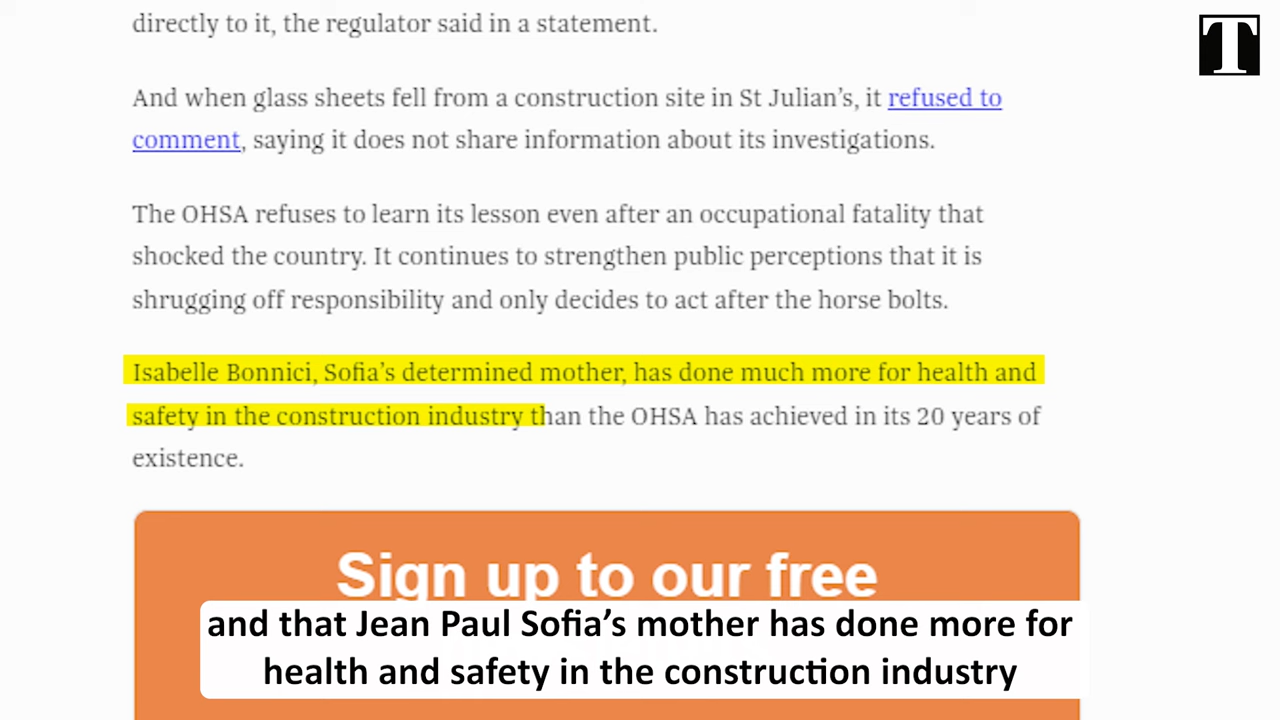 directly to it, the regulator said in a statement.
T
And when glass sheets fell from a construction site in St Julian's, it refused to
comment, saying it does not share information about its investigations.
The OHSA refuses to learn its lesson even after an occupational fatality that
shocked the country. It continues to strengthen public perceptions that it is
shrugging off responsibility and only decides to act after the horse bolts.
Isabelle Bonnici, Sofia's determined mother, has done much more for health and
safety in the construction industry than the OHSA has achieved in its 20 years of
existence.
Sign up to our free
and that Jean Paul Sofia's mother has done more for
health and safety in the construction industry